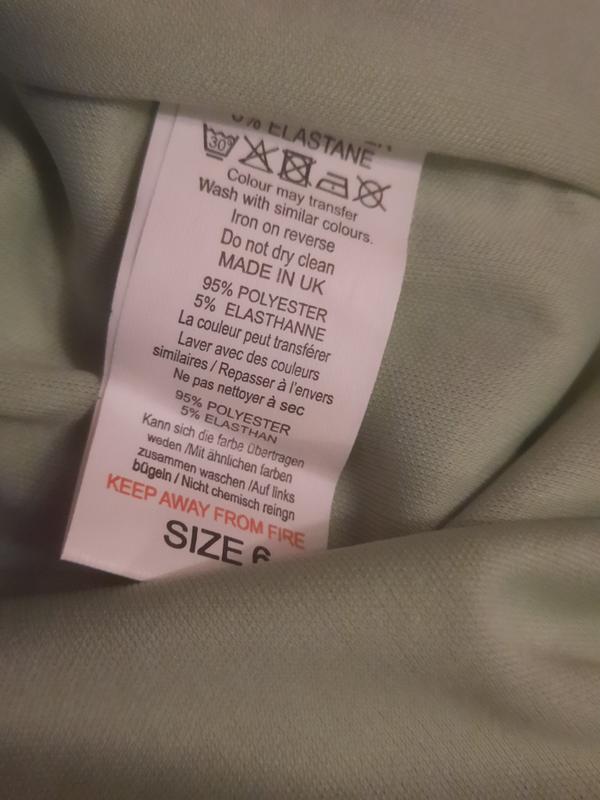 ELASTANE
30°
Colour may transfer
Wash with similar colours.
Iron on reverse
Do not dry clean
MADE IN UK
95% POLYESTER
5% ELASTHANNE
La couleur peut transférer
Laver avec des couleurs
similaires / Repasser à l'envers
Ne pas nettoyer à sec
95% POLYESTER
5% ELASTHAN
Kann sich die farbe übertragen
weden /Mit ähnlichen farben
zusammen waschen /Auf links
bügeln / Nicht chemisch reingn
KEEP AWAY FROM FIRE
SIZE 6